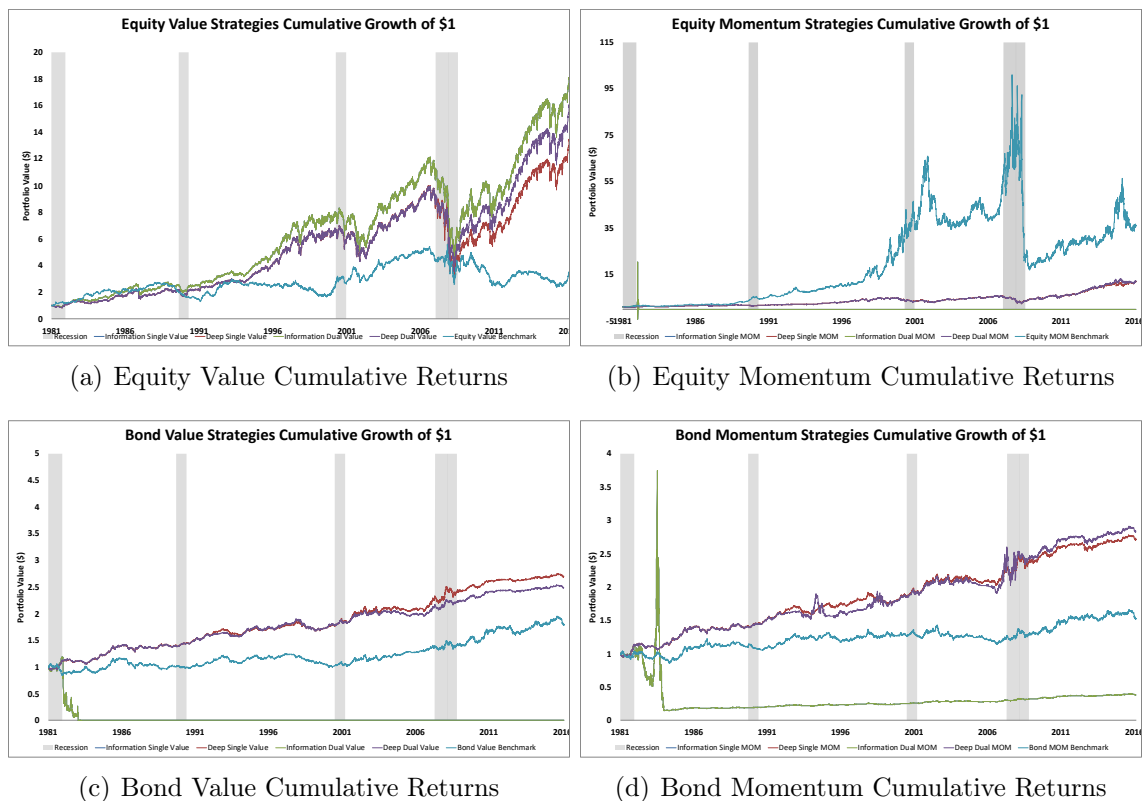 Equity Value Strategies Cumulative Growth of $1
Portfolio Value ($)
20
18
16
14
12
10
8
6
4
2
0
1981 1986 1991 1996 2001 2006 2011 201
Recession Information Single Value Deep Single Value Information Dual Value Deep Dual Value Equity Value Benchmark
(a) Equity Value Cumulative Returns
Equity Momentum Strategies Cumulative Growth of $1
Portfolio Value ($)
115
95
75
55
35
15
-5
1981 1986 1991 1996 2001 2006 2011 2016
Recession Information Single MOM Deep Single MOM Information Dual MOM Deep Dual MOM Equity MOM Benchmark
(b) Equity Momentum Cumulative Returns
Bond Value Strategies Cumulative Growth of $1
Portfolio Value ($)
5
4.5
4
3.5
3
2.5
2
1.5
1
0.5
0
1981 1986 1991 1996 2001 2006 2011 2016
Recession Information Single Value Deep Single Value Information Dual Value Deep Dual Value Bond Value Benchmark
(c) Bond Value Cumulative Returns
Bond Momentum Strategies Cumulative Growth of $1
Portfolio Value ($)
4
3.5
3
2.5
2
1.5
1
0.5
0
1981 1986 1991 1996 2001 2006 2011 2016
Recession Information Single MOM Deep Single MOM Information Dual MOM Deep Dual MOM Bond MOM Benchmark
(d) Bond Momentum Cumulative Returns